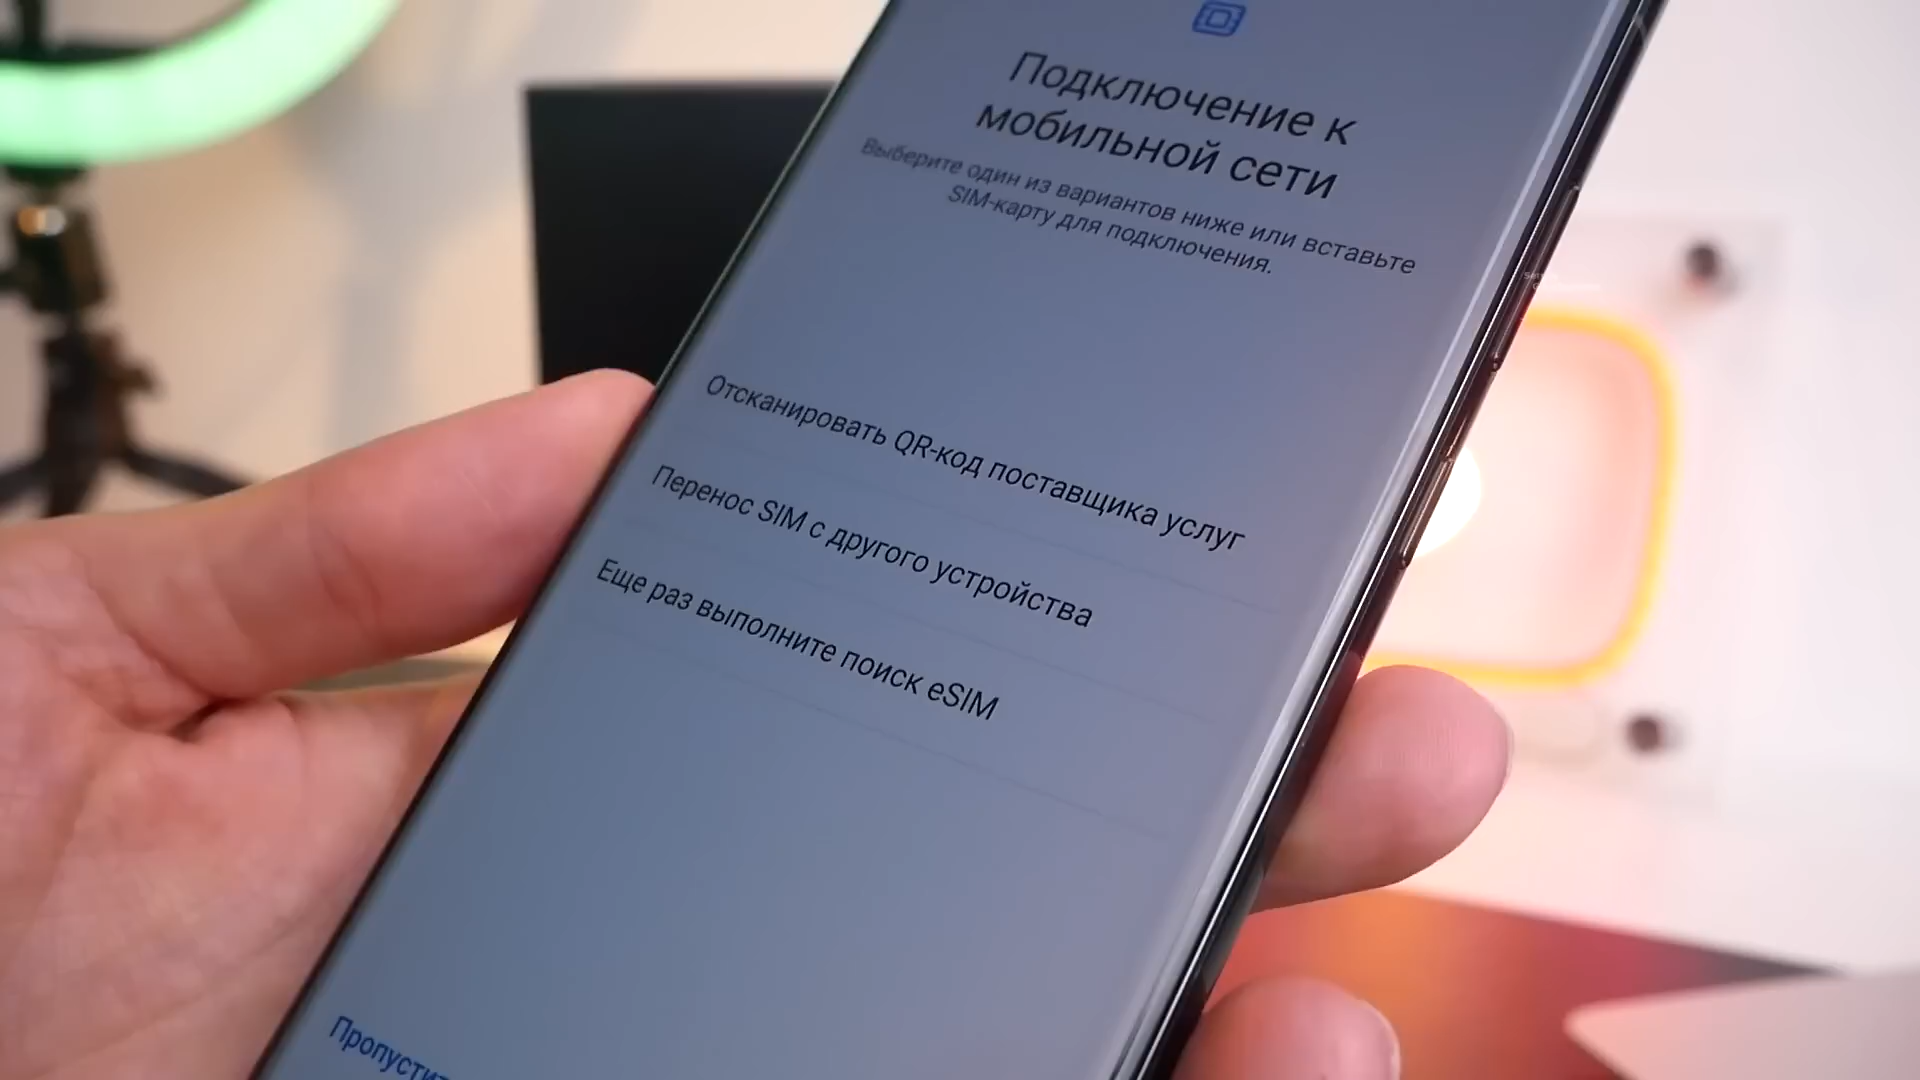 Подключение к
мобильной сети
Выберите один из вариантов ниже или вставьте
SIM-карту для подключения.
Отсканировать QR-код поставщика услуг
Перенос SIM с другого устройства
Еще раз выполните поиск eSIM